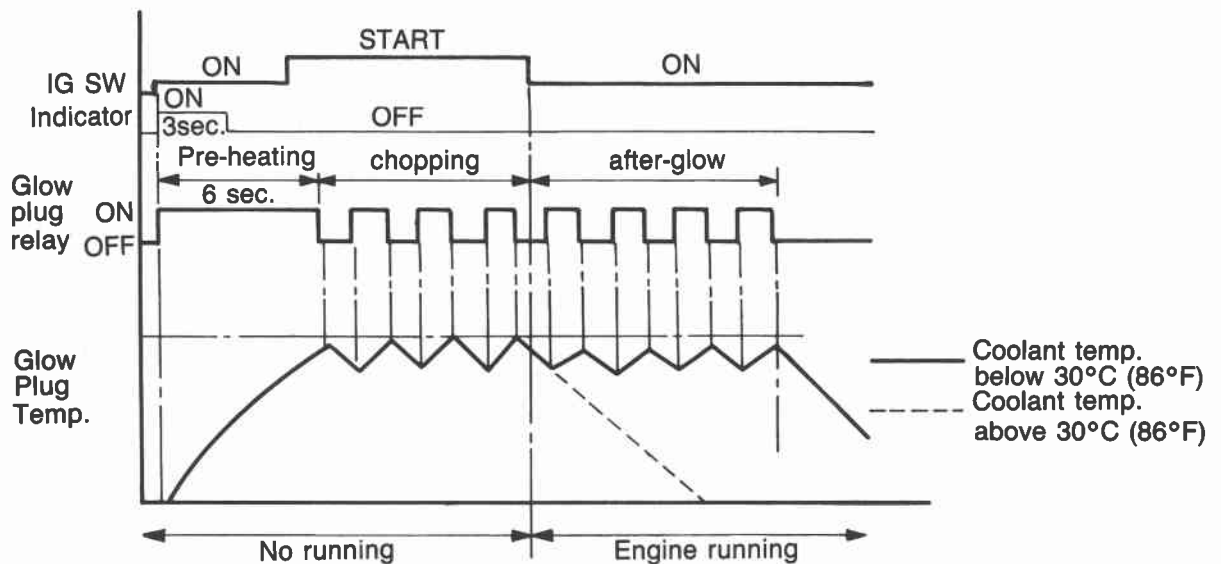 START
ON
ON
IG SW
ON
Indicator
3sec.
OFF
Pre-heating
chopping
after-glow
6 sec.
Glow
plug
relay
ON
OFF
Glow
Plug
Temp.
Coolant temp.
below 30°C (86°F)
Coolant temp.
above 30°C (86°F)
No running
Engine running